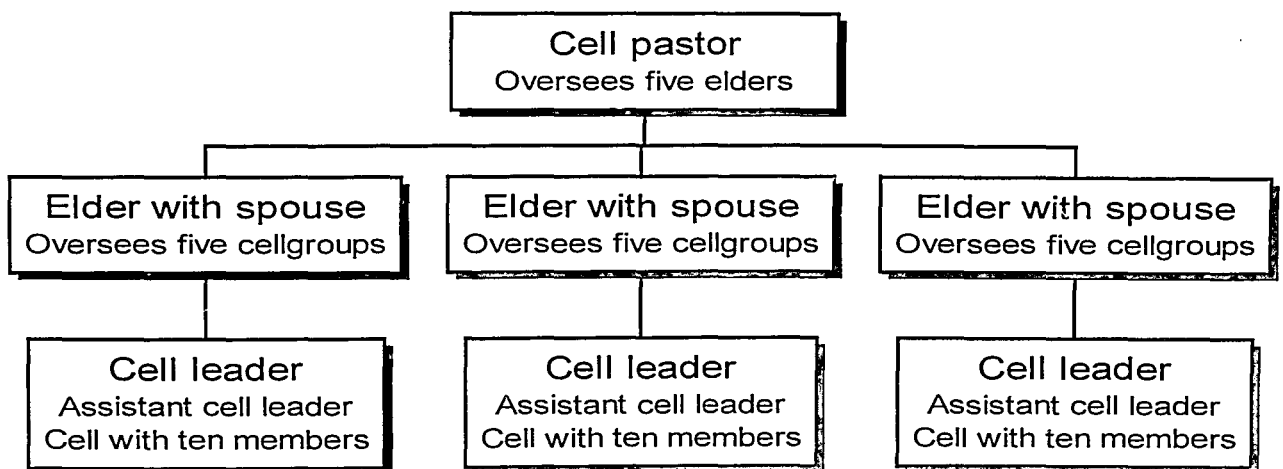 Cell pastor
Oversees five elders
Elder with spouse
Oversees five cellgroups
Elder with spouse
Oversees five cellgroups
Elder with spouse
Oversees five cellgroups
Cell leader
Assistant cell leader
Cell with ten members
Cell leader
Assistant cell leader
Cell with ten members
Cell leader
Assistant cell leader
Cell with ten members